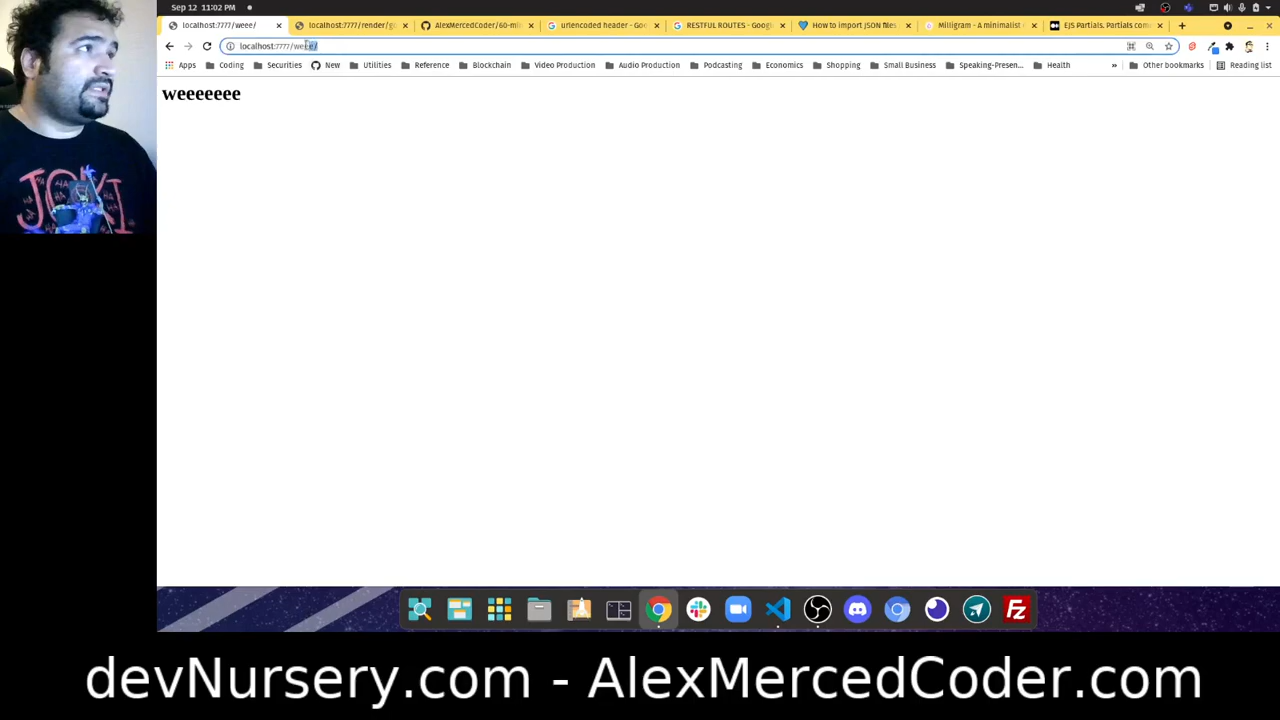 Sep 12 11:02 PM
localhost:7777/weee/
localhost:7777/render/g
AlexMercedCoder/60-mi
urlencoded header - Goo
RESTFUL ROUTES - Googl
How to import JSON files
Milligram - A minimalist
EJS Partials. Partials com
localhost:7777/weee/
Apps
Coding
Securities
New
Utilities
Reference
Blockchain
Video Production
Audio Production
Podcasting
Economics
Shopping
Small Business
Speaking-Presen...
Health
»
Other bookmarks
Reading list
weeeeeee
devNursery.com - AlexMercedCoder.com